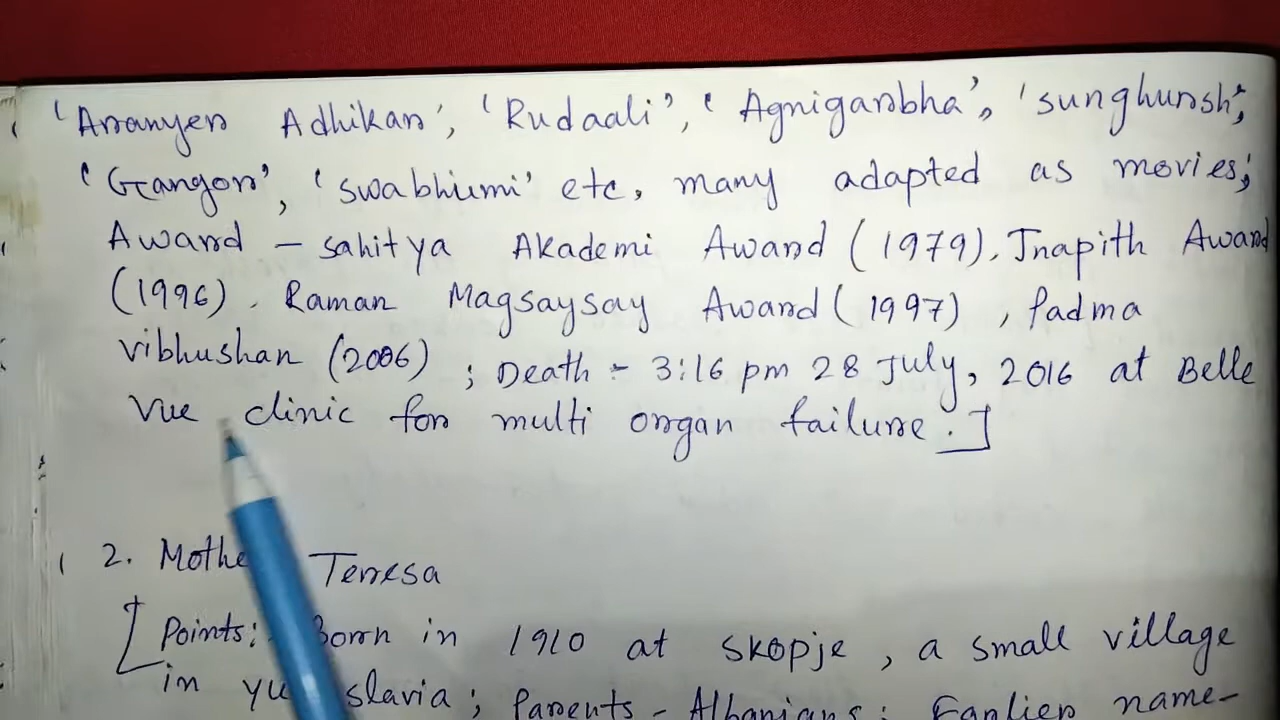 'Aranyer Adhikar', 'Rudaali', 'Agnigarbha', 'sunghursh';
'Gangor', 'swabhumi' etc, many adapted as movies;
Award - sahitya Akademi Award (1979), Jnapith Award
(1996), Raman Magsaysay Award (1997), Padma
vibhushan (2006) ; Death :- 3:16 pm 28 July, 2016 at Belle
Vue clinic for multi organ failure.]
2. Mothe Teresa
[Points: Born in 1910 at skopje, a small village
in yu slavia; Parents - Albanians; Earlier name-